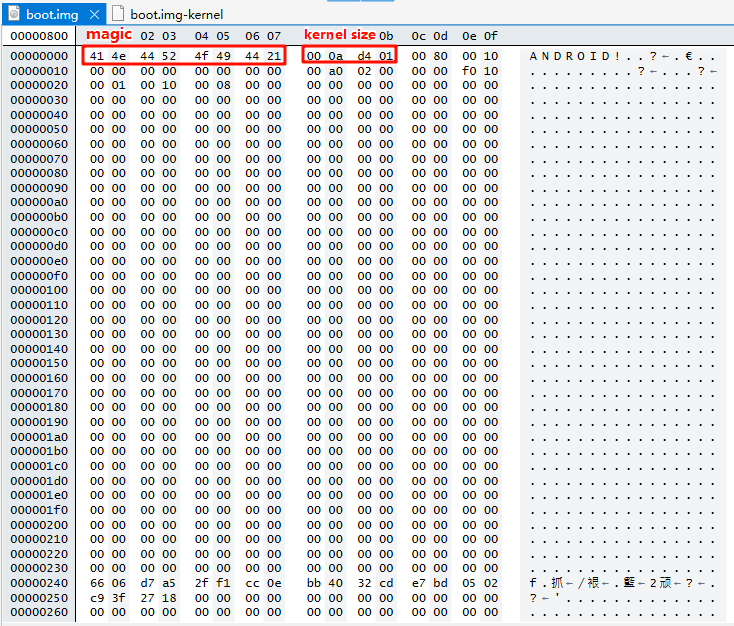 boot.img
boot.img-kernel
00000800 magic 02 03 04 05 06 07 kernel size 0b 0c 0d 0e 0f
00000000 41 4e 44 52 4f 49 44 21 00 0a d4 01 00 80 00 10 ANDROID!..?←.€..
00000010 00 00 00 00 00 00 00 00 00 a0 02 00 00 00 f0 10 .........?←...?←
00000020 00 01 00 10 00 08 00 00 00 00 00 00 00 00 00 00 ................
00000030 00 00 00 00 00 00 00 00 00 00 00 00 00 00 00 00 ................
00000040 00 00 00 00 00 00 00 00 00 00 00 00 00 00 00 00 ................
00000050 00 00 00 00 00 00 00 00 00 00 00 00 00 00 00 00 ................
00000060 00 00 00 00 00 00 00 00 00 00 00 00 00 00 00 00 ................
00000070 00 00 00 00 00 00 00 00 00 00 00 00 00 00 00 00 ................
00000080 00 00 00 00 00 00 00 00 00 00 00 00 00 00 00 00 ................
00000090 00 00 00 00 00 00 00 00 00 00 00 00 00 00 00 00 ................
000000a0 00 00 00 00 00 00 00 00 00 00 00 00 00 00 00 00 ................
000000b0 00 00 00 00 00 00 00 00 00 00 00 00 00 00 00 00 ................
000000c0 00 00 00 00 00 00 00 00 00 00 00 00 00 00 00 00 ................
000000d0 00 00 00 00 00 00 00 00 00 00 00 00 00 00 00 00 ................
000000e0 00 00 00 00 00 00 00 00 00 00 00 00 00 00 00 00 ................
000000f0 00 00 00 00 00 00 00 00 00 00 00 00 00 00 00 00 ................
00000100 00 00 00 00 00 00 00 00 00 00 00 00 00 00 00 00 ................
00000110 00 00 00 00 00 00 00 00 00 00 00 00 00 00 00 00 ................
00000120 00 00 00 00 00 00 00 00 00 00 00 00 00 00 00 00 ................
00000130 00 00 00 00 00 00 00 00 00 00 00 00 00 00 00 00 ................
00000140 00 00 00 00 00 00 00 00 00 00 00 00 00 00 00 00 ................
00000150 00 00 00 00 00 00 00 00 00 00 00 00 00 00 00 00 ................
00000160 00 00 00 00 00 00 00 00 00 00 00 00 00 00 00 00 ................
00000170 00 00 00 00 00 00 00 00 00 00 00 00 00 00 00 00 ................
00000180 00 00 00 00 00 00 00 00 00 00 00 00 00 00 00 00 ................
00000190 00 00 00 00 00 00 00 00 00 00 00 00 00 00 00 00 ................
000001a0 00 00 00 00 00 00 00 00 00 00 00 00 00 00 00 00 ................
000001b0 00 00 00 00 00 00 00 00 00 00 00 00 00 00 00 00 ................
000001c0 00 00 00 00 00 00 00 00 00 00 00 00 00 00 00 00 ................
000001d0 00 00 00 00 00 00 00 00 00 00 00 00 00 00 00 00 ................
000001e0 00 00 00 00 00 00 00 00 00 00 00 00 00 00 00 00 ................
000001f0 00 00 00 00 00 00 00 00 00 00 00 00 00 00 00 00 ................
00000200 00 00 00 00 00 00 00 00 00 00 00 00 00 00 00 00 ................
00000210 00 00 00 00 00 00 00 00 00 00 00 00 00 00 00 00 ................
00000220 00 00 00 00 00 00 00 00 00 00 00 00 00 00 00 00 ................
00000230 00 00 00 00 00 00 00 00 00 00 00 00 00 00 00 00 ................
00000240 66 06 d7 a5 2f f1 cc 0e bb 40 32 cd e7 bd 05 02 f.抓←/裉←.籃←2顽←?←.
00000250 c9 3f 27 18 00 00 00 00 00 00 00 00 00 00 00 00 ?←'.............
00000260 00 00 00 00 00 00 00 00 00 00 00 00 00 00 00 00 ................